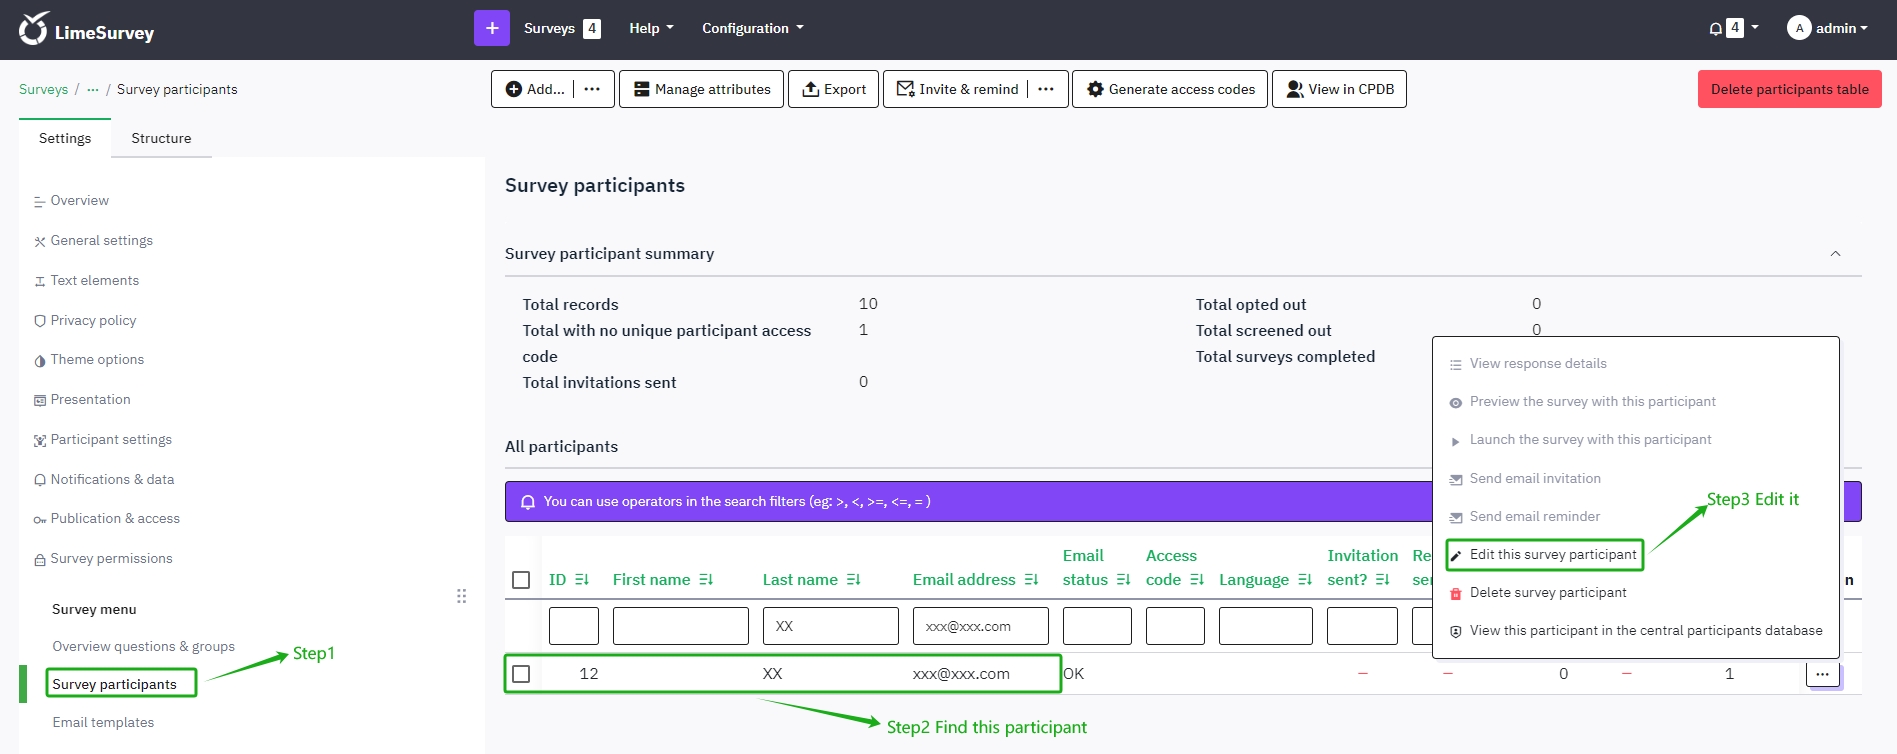 LimeSurvey
+ Surveys 4 Help Configuration
4 A admin
Surveys / ... / Survey participants
Add... ... Manage attributes Export Invite & remind ... Generate access codes View in CPDB
Delete participants table
Settings Structure
Overview
General settings
Text elements
Privacy policy
Theme options
Presentation
Participant settings
Notifications & data
Publication & access
Survey permissions
Survey menu
Overview questions & groups
Step1
Survey participants
Email templates
Survey participants
Survey participant summary
Total records 10
Total with no unique participant access code 1
Total invitations sent 0
Total opted out 0
Total screened out 0
Total surveys completed
All participants
You can use operators in the search filters (eg: >, <, >=, <=, = )
ID First name Last name Email address Email status Access code Language Invitation sent? Re se n
XX xxx@xxx.com
12 XX xxx@xxx.com OK – – 0 – 1 ...
Step2 Find this participant
View response details
Preview the survey with this participant
Launch the survey with this participant
Send email invitation
Step3 Edit it
Send email reminder
Edit this survey participant
Delete survey participant
View this participant in the central participants database